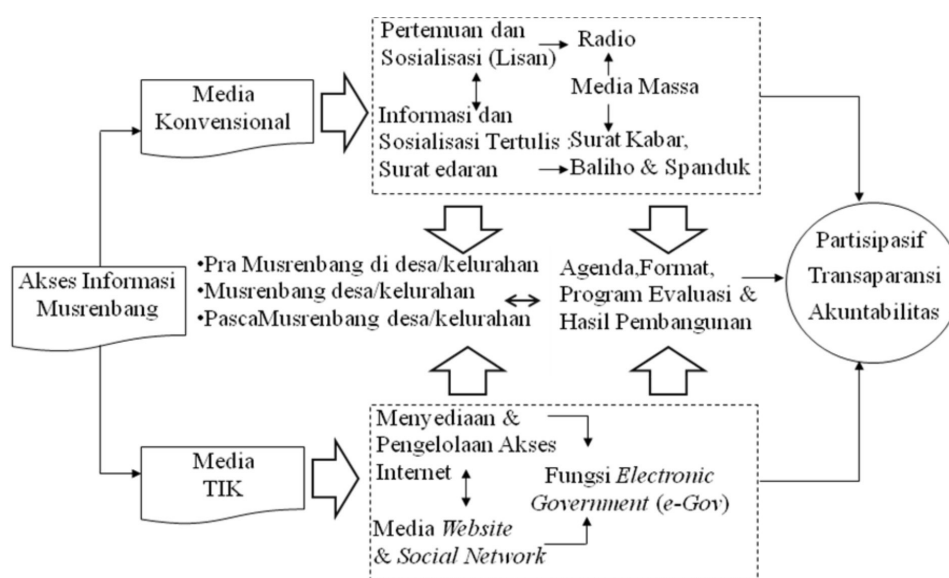 Pertemuan dan
Sosialisasi (Lisan)
Radio
Media Massa
Informasi dan
Sosialisasi Tertulis :
Surat edaran
Surat Kabar,
Baliho & Spanduk
Media
Konvensional
Akses Informasi
Musrenbang
•Pra Musrenbang di desa/kelurahan
•Musrenbang desa/kelurahan
•PascaMusrenbang desa/kelurahan
Agenda,Format,
Program Evaluasi &
Hasil Pembangunan
Partisipasif
Transaparansi
Akuntabilitas
Media
TIK
Menyediaan &
Pengelolaan Akses
Internet
Media Website
& Social Network
Fungsi Electronic
Government (e-Gov)